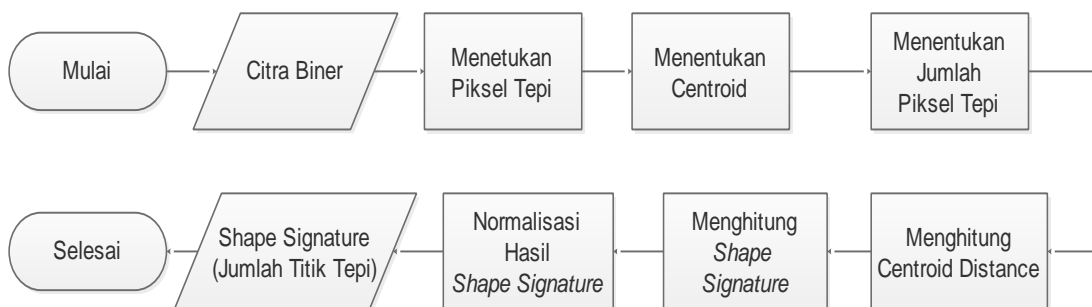 Mulai
Citra Biner
Menetukan
Piksel Tepi
Menentukan
Centroid
Menentukan
Jumlah
Piksel Tepi
Menghitung
Centroid Distance
Menghitung
Shape
Signature
Normalisasi
Hasil
Shape Signature
Shape Signature
(Jumlah Titik Tepi)
Selesai